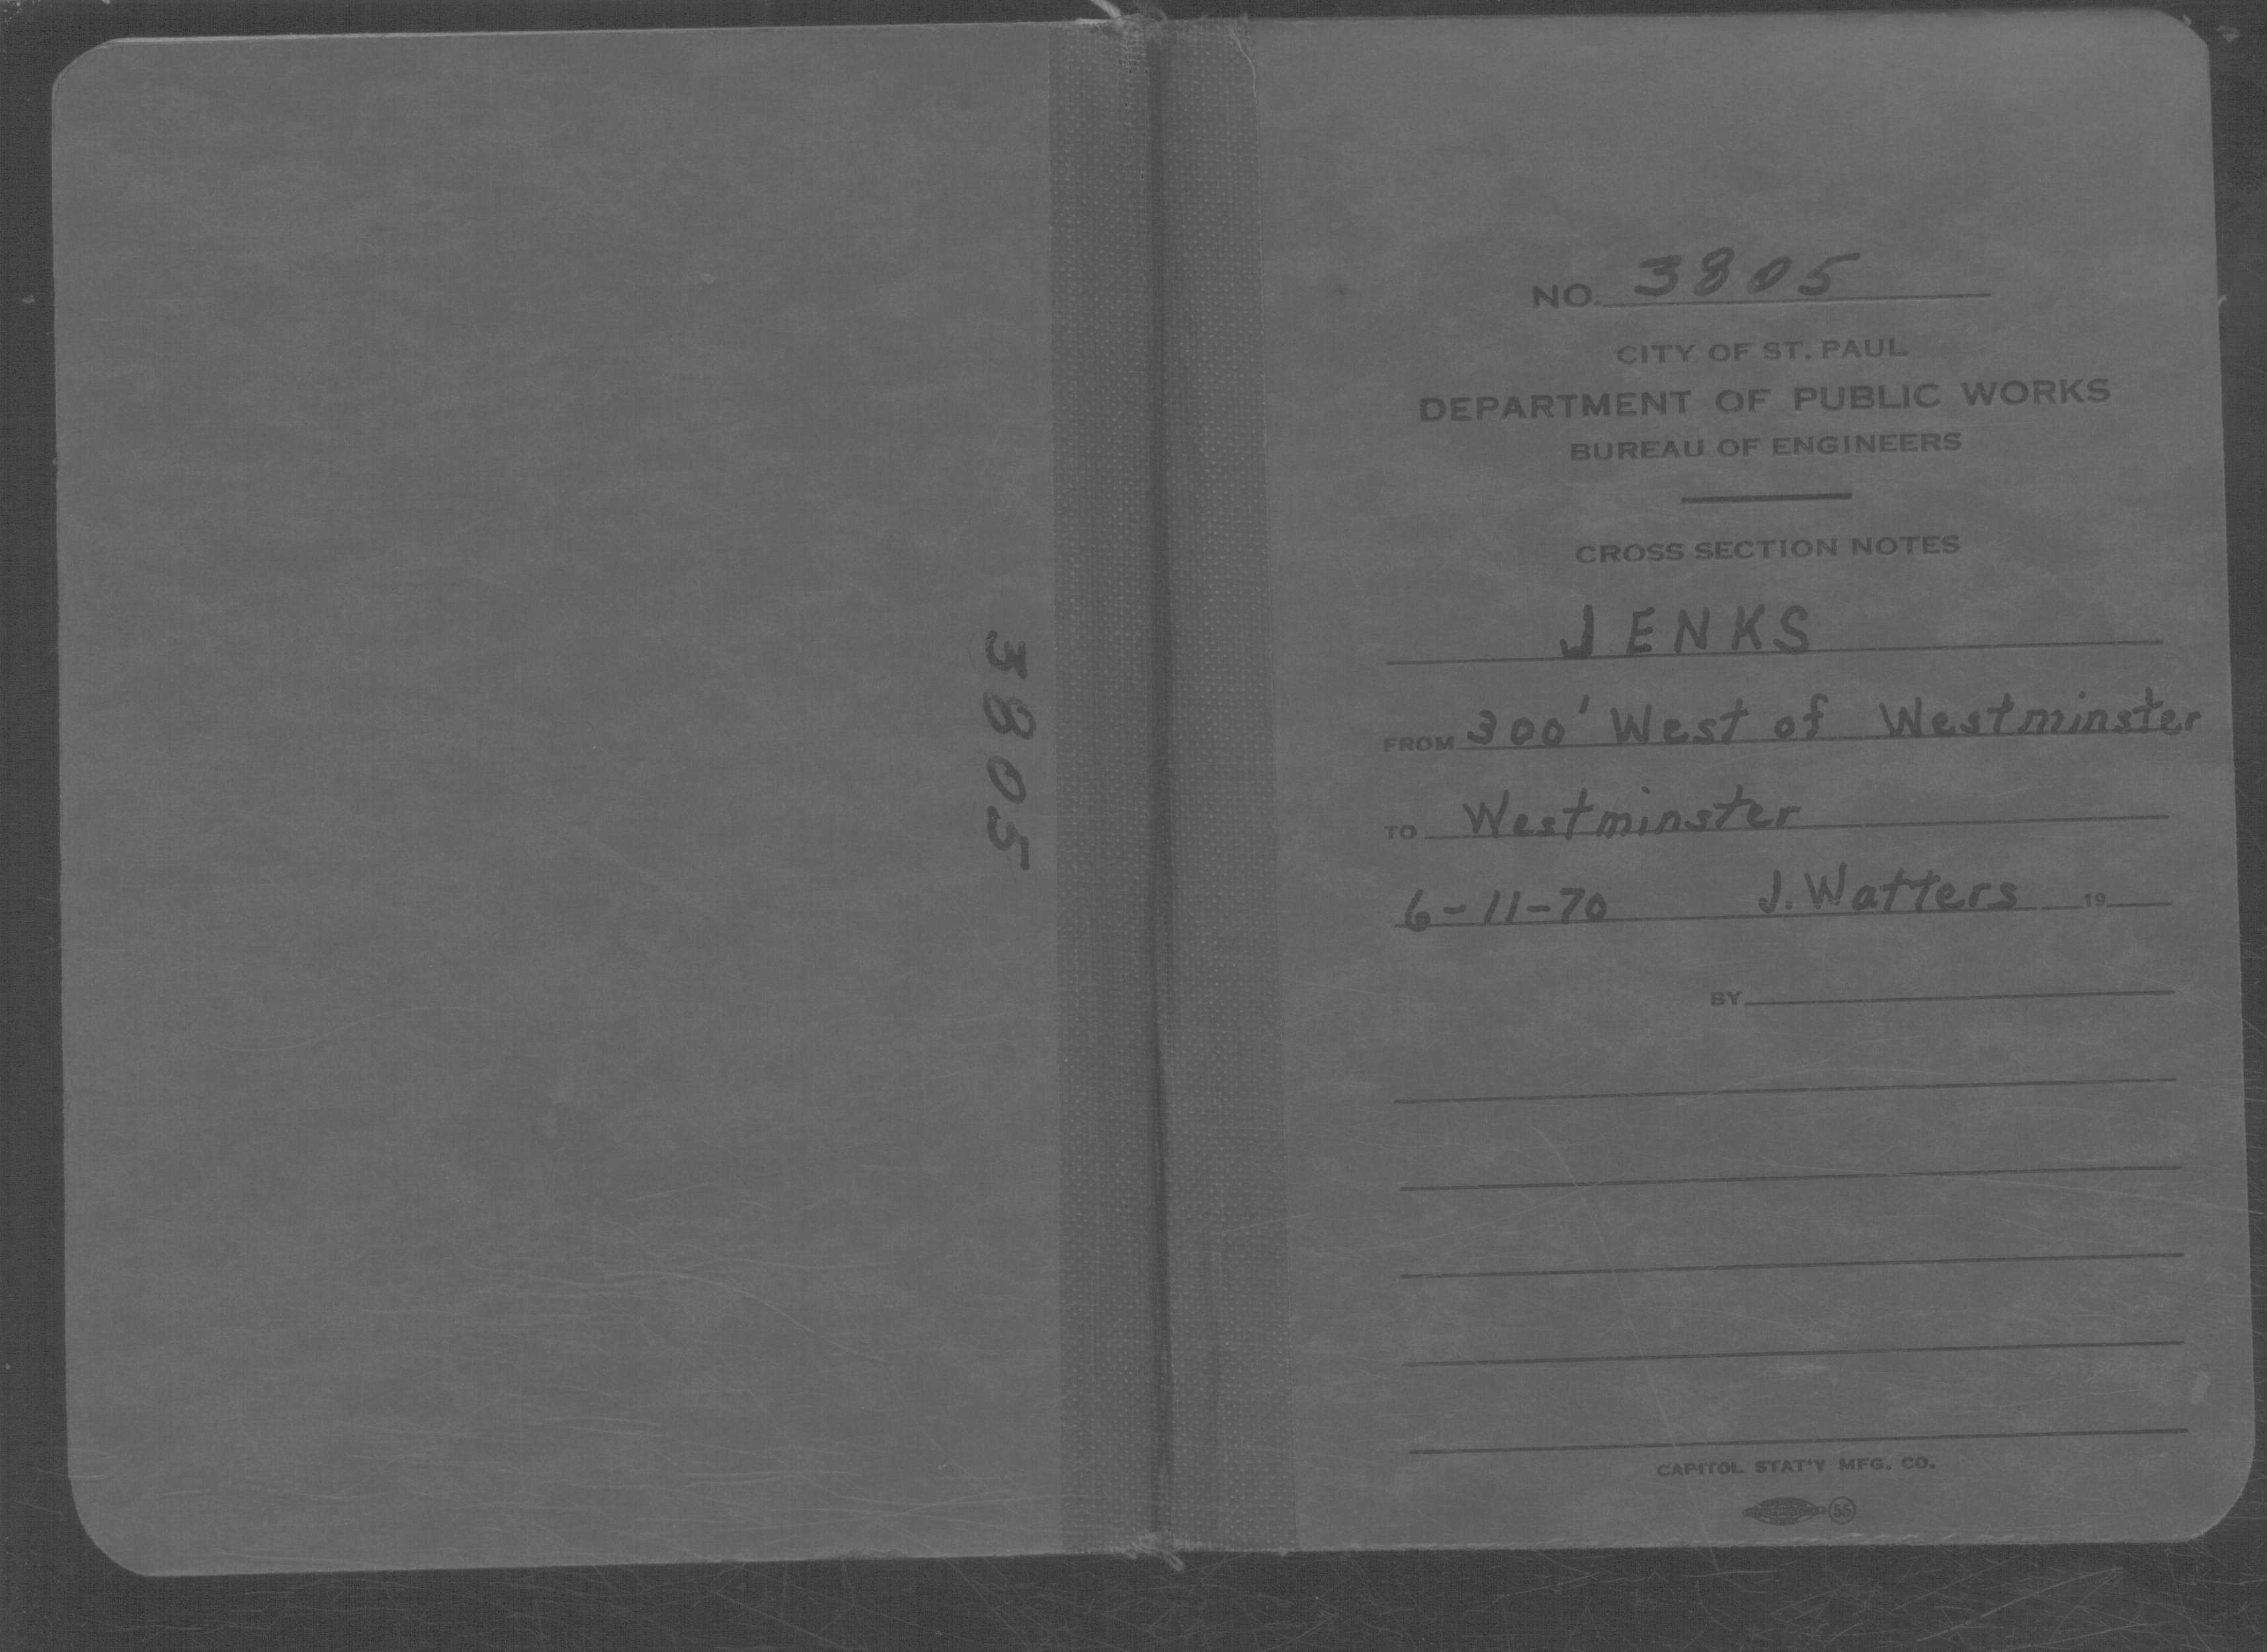 3805
NO. 3805
CITY OF ST. PAUL
DEPARTMENT OF PUBLIC WORKS
BUREAU OF ENGINEERS
CROSS SECTION NOTES
JENKS
FROM 300' West of Westminster
TO Westminster
6-11-70 J. Watters 19
BY
CAPITOL STAT'Y MFG. CO.
55